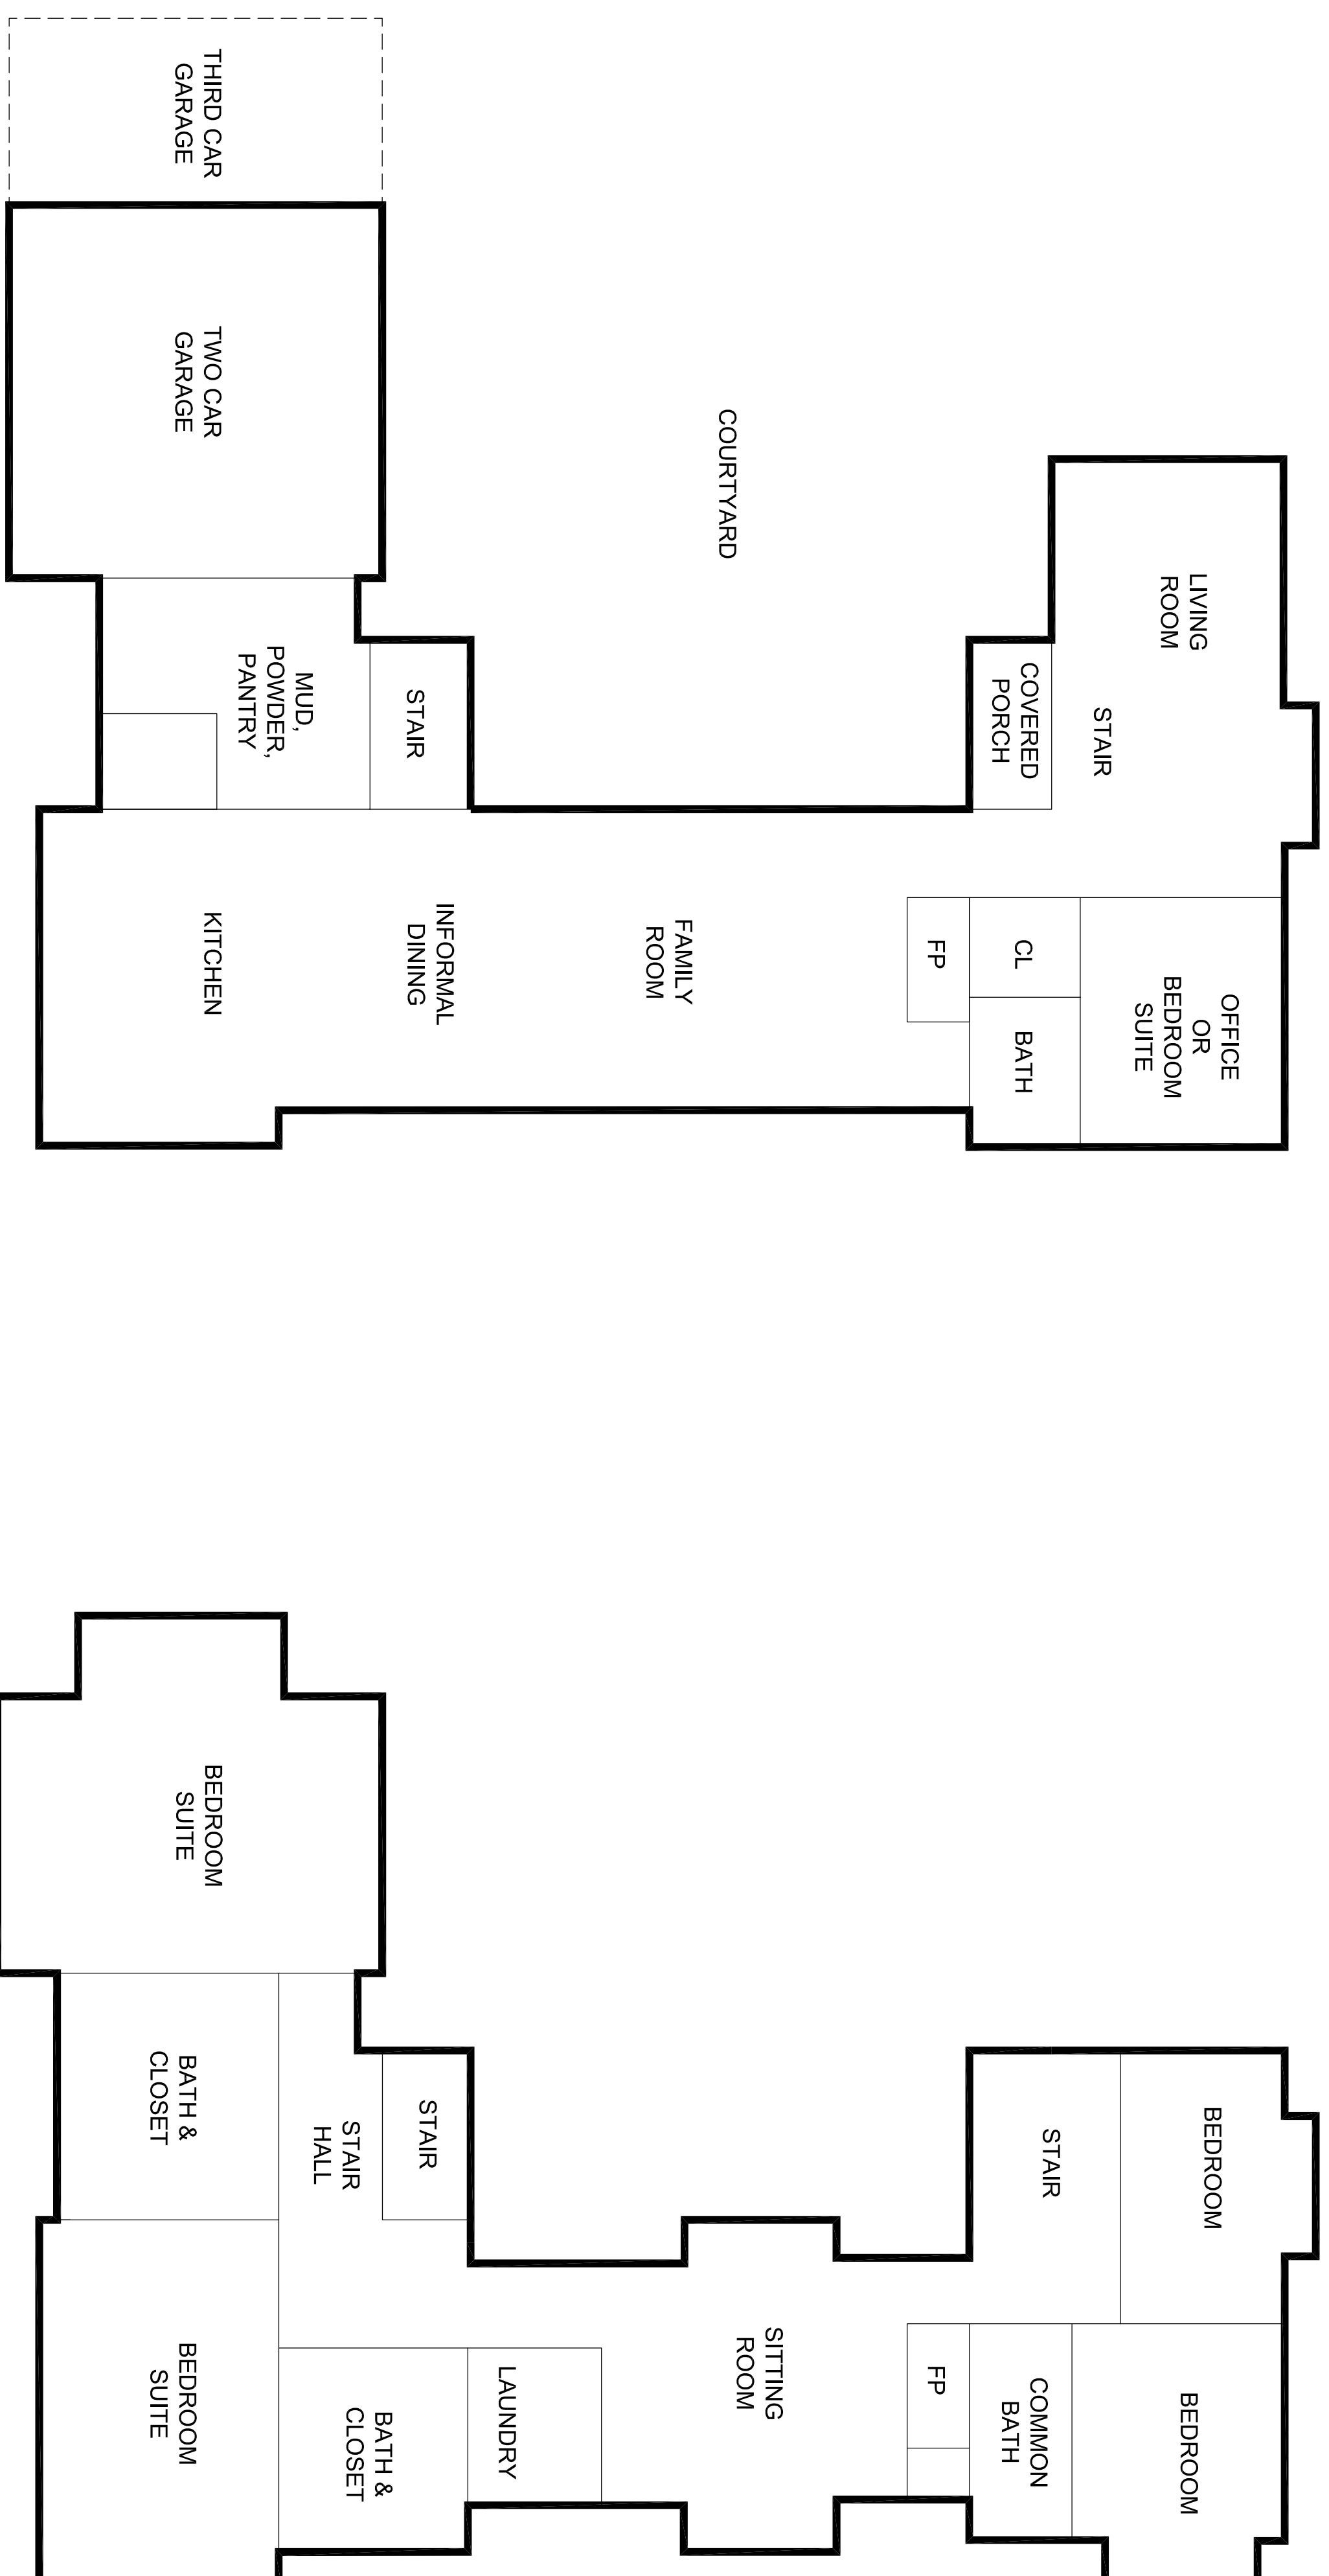 THIRD CAR
GARAGE
TWO CAR
GARAGE
COURTYARD
LIVING
ROOM
STAIR
COVERED
PORCH
MUD,
POWDER,
PANTRY
STAIR
KITCHEN
INFORMAL
DINING
FAMILY
ROOM
FP
CL
BATH
OFFICE
OR
BEDROOM
SUITE
BEDROOM
SUITE
BATH &
CLOSET
STAIR
HALL
STAIR
STAIR
BEDROOM
BEDROOM
SUITE
BATH &
CLOSET
LAUNDRY
SITTING
ROOM
FP
COMMON
BATH
BEDROOM